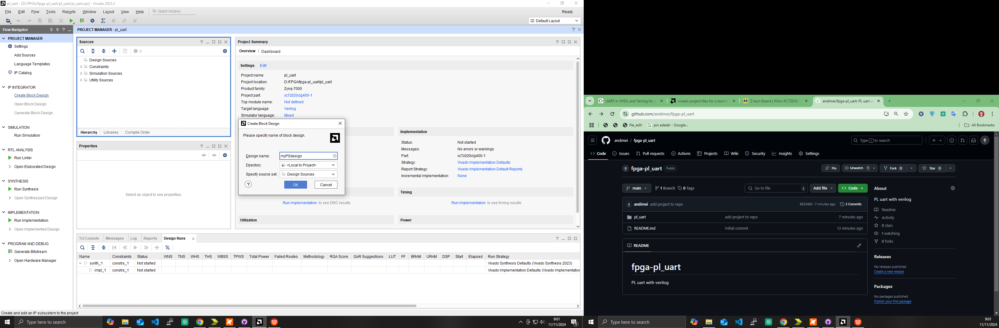 pl_uart - [D:/FPGA/fpga-pl_uart/pl_uart/pl_uart.xpr] - Vivado 2023.2
File Edit Flow Tools Reports Window Layout View Help Quick Access Ready
Default Layout
Flow Navigator
PROJECT MANAGER
Settings
Add Sources
Language Templates
IP Catalog
IP INTEGRATOR
Create Block Design
Open Block Design
Generate Block Design
SIMULATION
Run Simulation
RTL ANALYSIS
Run Linter
Open Elaborated Design
SYNTHESIS
Run Synthesis
Open Synthesized Design
IMPLEMENTATION
Run Implementation
Open Implemented Design
PROGRAM AND DEBUG
Generate Bitstream
Open Hardware Manager
PROJECT MANAGER - pl_uart
Sources
0
Design Sources
Constraints
Simulation Sources
Utility Sources
Hierarchy Libraries Compile Order
Properties
Select an object to see properties
Project Summary
Overview | Dashboard
Settings Edit
Project name: pl_uart
Project location: D:/FPGA/fpga-pl_uart/pl_uart
Product family: Zynq-7000
Project part: xc7z020clg400-1
Top module name: Not defined
Target language: Verilog
Simulator language: Mixed
Create Block Design
Please specify name of block design.
Design name: myPSdesign
Directory: <Local to Project>
Specify source set: Design Sources
? OK Cancel
Implementation
Status: Not started
Messages: No errors or warnings
Part: xc7z020clg400-1
Strategy: Vivado Implementation Defaults
Report Strategy: Vivado Implementation Default Reports
Incremental implementation: None
Timing
Run Implementation to see DRC results
Run Implementation to see timing results
Utilization
Power
Tcl Console Messages Log Reports Design Runs
Name Constraints Status WNS TNS WHS THS WBSS TPWS Total Power Failed Routes Methodology RQA Score QoR Suggestions LUT FF BRAM URAM DSP Start Elapsed Run Strategy
synth_1 constrs_1 Not started Vivado Synthesis Defaults (Vivado Synthesis 2023)
impl_1 constrs_1 Not started Vivado Implementation Defaults (Vivado Implementation
Create and add an IP subsystem to the project
Type here to search
9:01
11/11/2024
5
UART in VHDL and Verilog for
vivado project files for z-turn b
Z-turn Board | Xilinx XC7Z010,
andimei/fpga-pl_uart: PL uart w
github.com/andimei/fpga-pl_uart
file_edit
pin adalah - Google...
All Bookmarks
andimei / fpga-pl_uart
Type / to search
Code Issues Pull requests Actions Projects Wiki Security Insights Settings
fpga-pl_uart Public
Pin Unwatch 1 Fork 0 Star 0
main 1 Branch 0 Tags Go to file t Add file Code
andimei add project to repo 8833480 · 7 minutes ago 2 Commits
pl_uart add project to repo 7 minutes ago
README.md Initial commit 13 minutes ago
README
fpga-pl_uart
PL uart with verilog
About
PL uart with verilog
Readme
Activity
0 stars
1 watching
0 forks
Releases
No releases published
Create a new release
Packages
No packages published
Publish your first package
Type here to search
9:01
11/11/2024